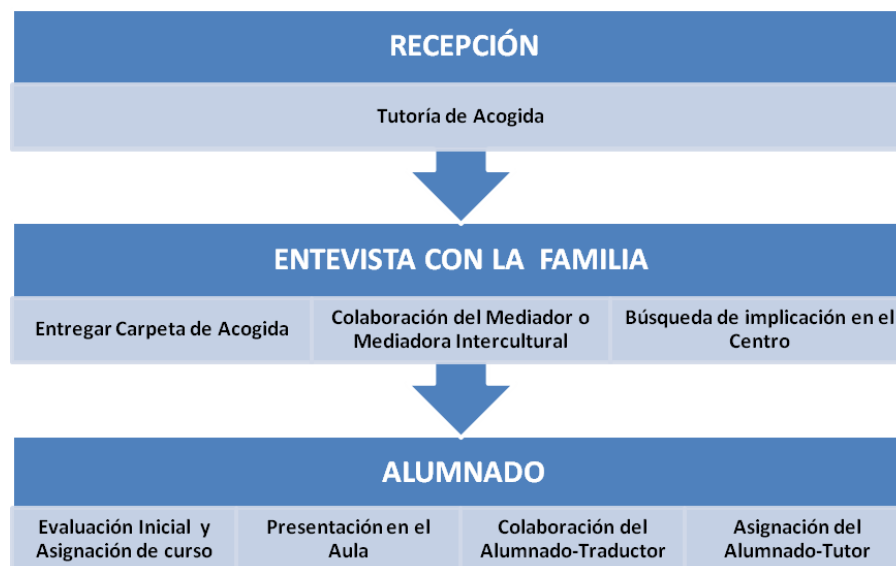 RECEPCIÓN
Tutoría de Acogida
ENTEVISTA CON LA FAMILIA
Entregar Carpeta de Acogida
Colaboración del Mediador o
Mediadora Intercultural
Búsqueda de implicación en el
Centro
ALUMNADO
Evaluación Inicial y
Asignación de curso
Presentación en el
Aula
Colaboración del
Alumnado-Traductor
Asignación del
Alumnado-Tutor